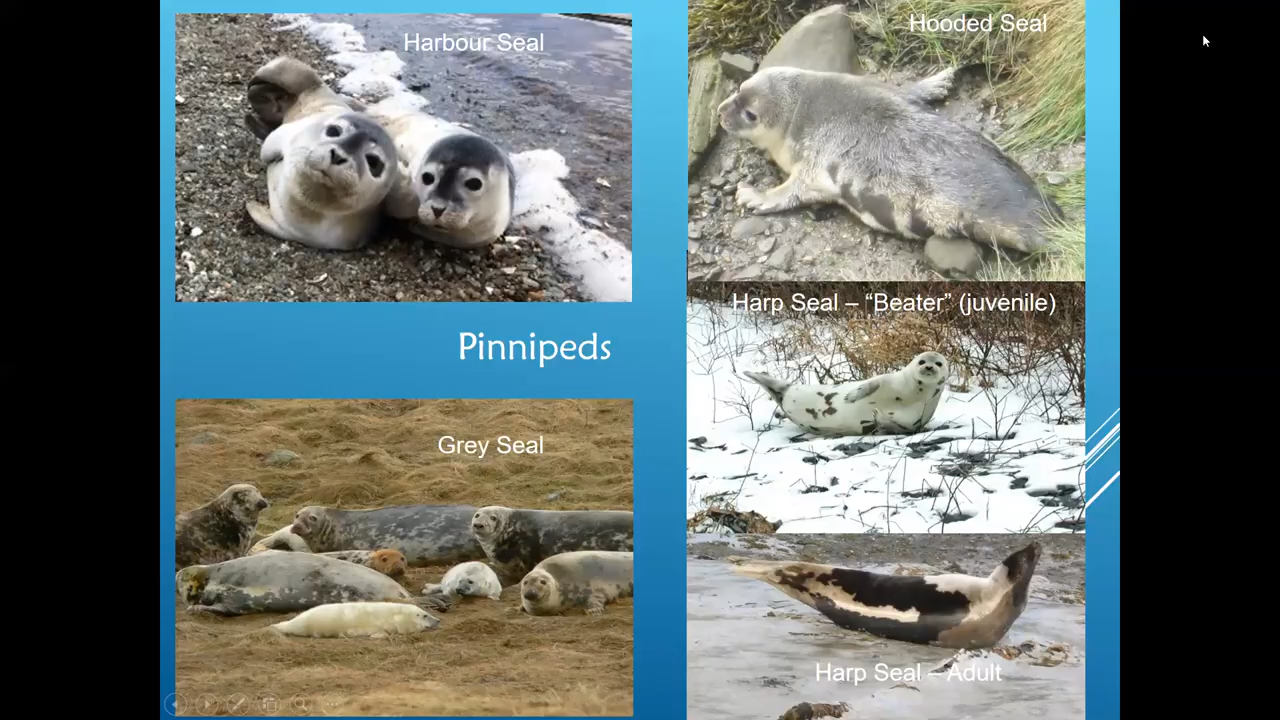 Harbour Seal
Hooded Seal
Harp Seal – “Beater” (juvenile)
Pinnipeds
Grey Seal
Harp Seal – Adult